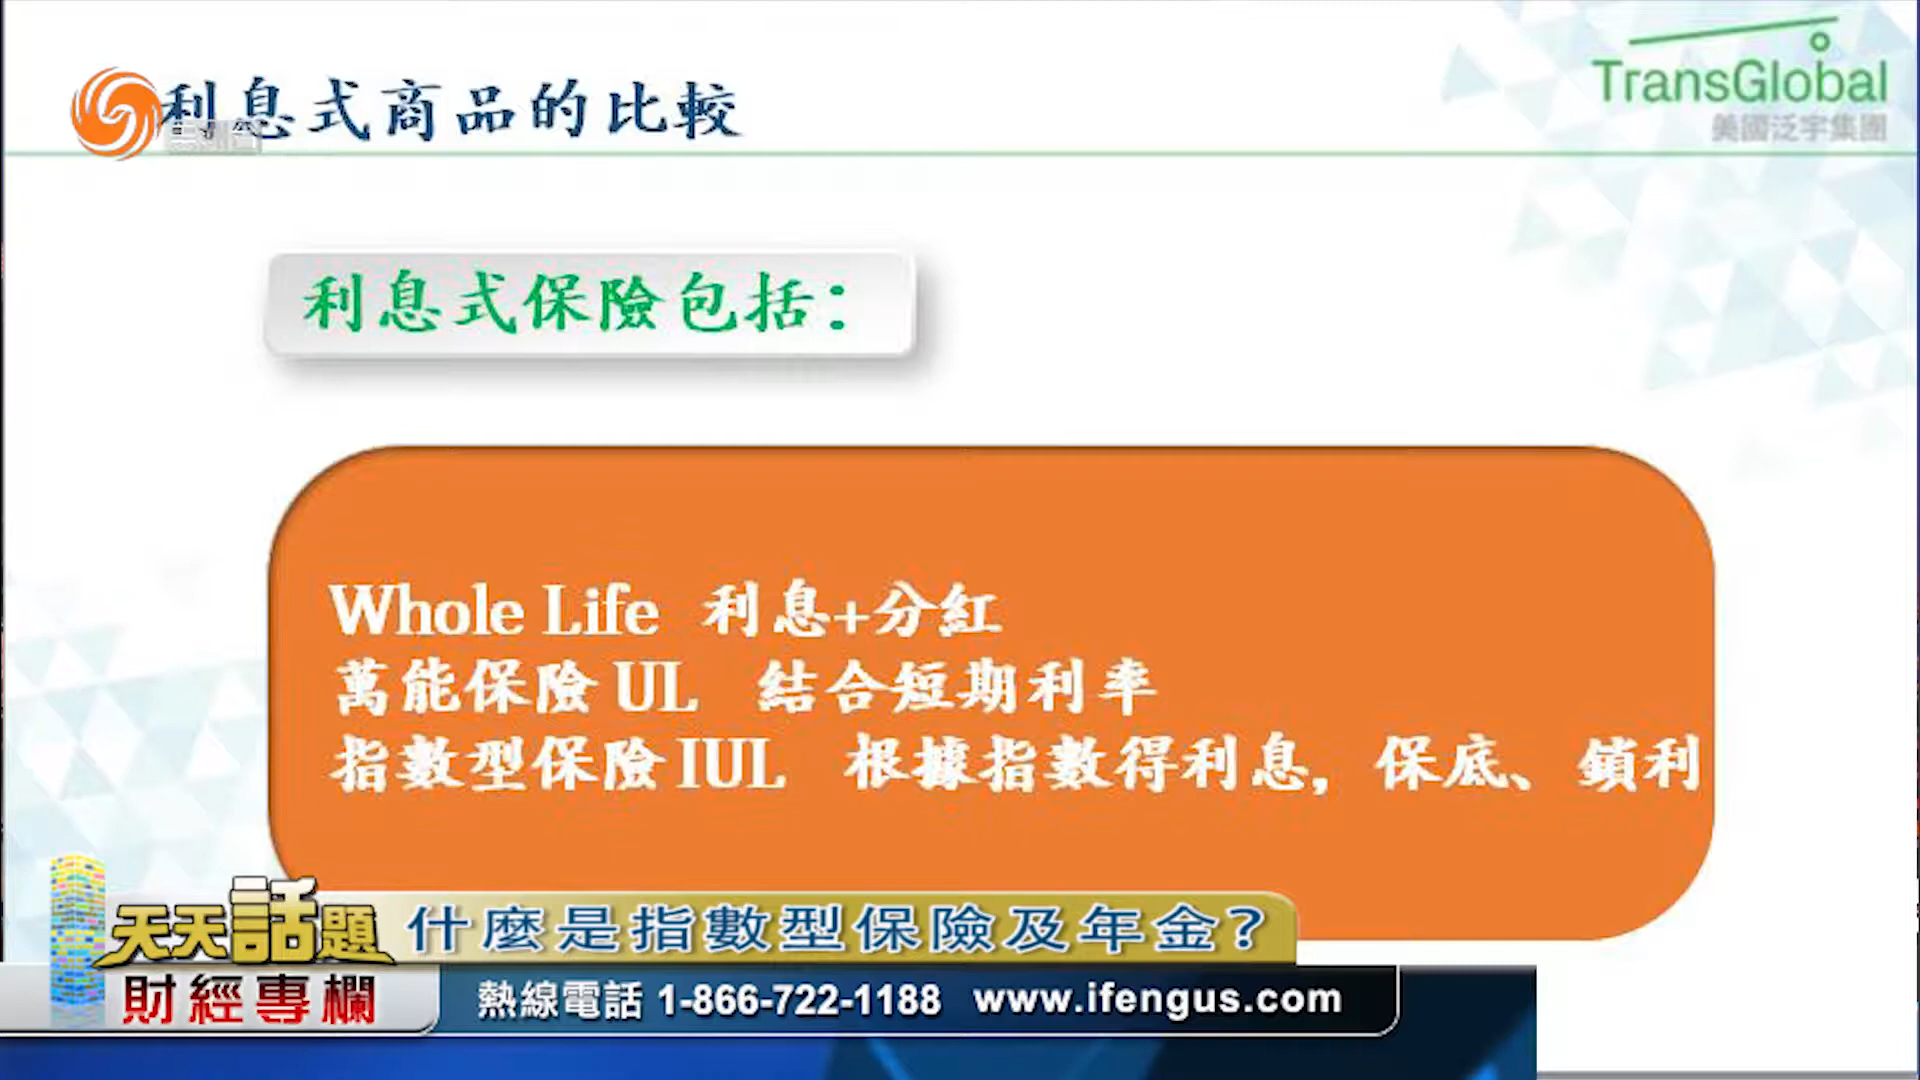 利息式商品的比較
TransGlobal
美國泛宇集團
利息式保險包括：
Whole Life 利息+分紅
萬能保險 UL 結合短期利率
指數型保險 IUL 根據指數得利息，保底、鎖利
天天話題
什麼是指數型保險及年金？
財經專欄
熱線電話 1-866-722-1188 www.ifengus.com